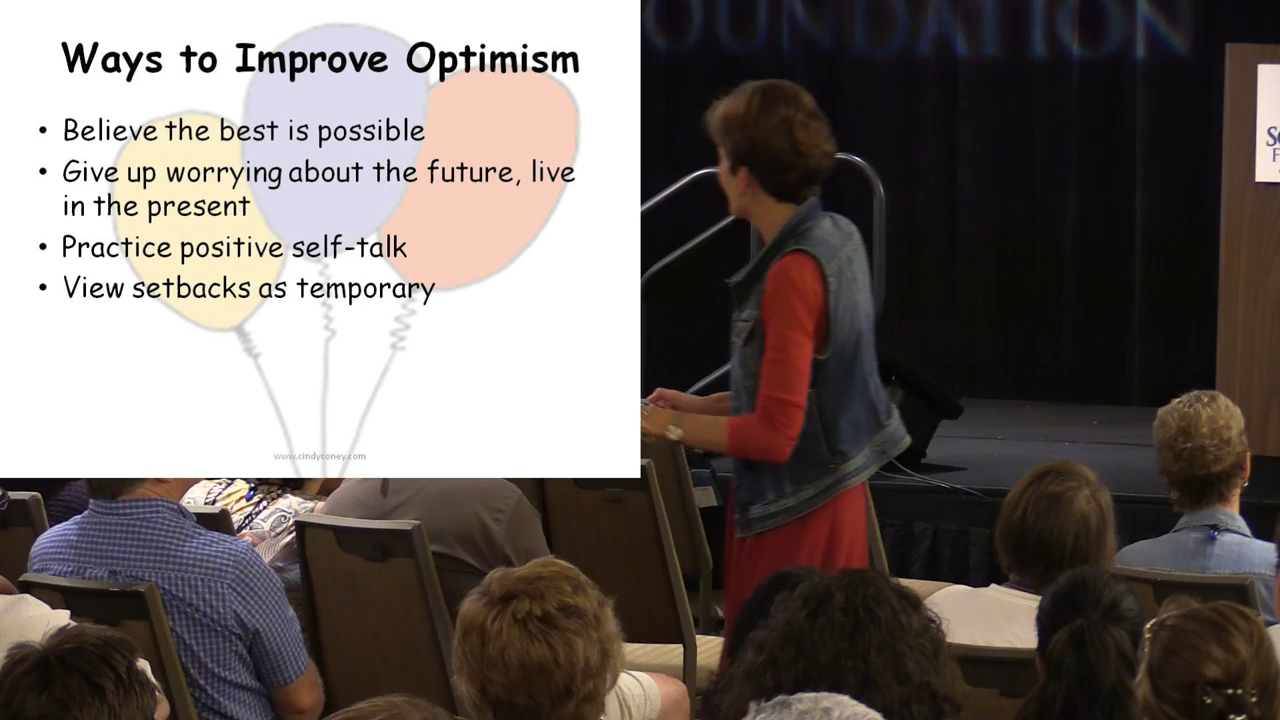 Ways to Improve Optimism
• Believe the best is possible
• Give up worrying about the future, live
in the present
• Practice positive self-talk
• View setbacks as temporary
www.cindyconey.com
OUNDATION